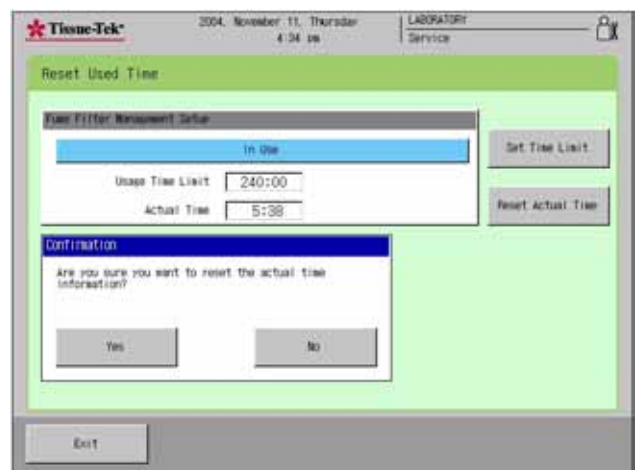 Tissue-Tek®
2004, November 11, Thursday
4:34 pm
LABORATORY
Service
Reset Used Time
Fume Filter Management Setup
In Use
Usage Time Limit 240:00
Actual Time 5:38
Set Time Limit
Reset Actual Time
Confirmation
Are you sure you want to reset the actual time
information?
Yes
No
Exit